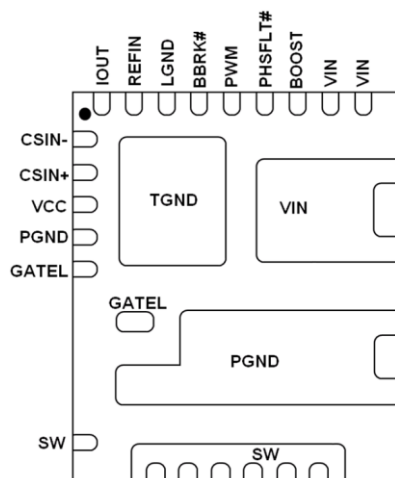 IOUT
REFIN
LGND
BBRK#
PWM
PHSFLT#
BOOST
VIN
VIN
CSIN-
CSIN+
VCC
PGND
GATEL
TGND
VIN
GATEL
PGND
SW
SW